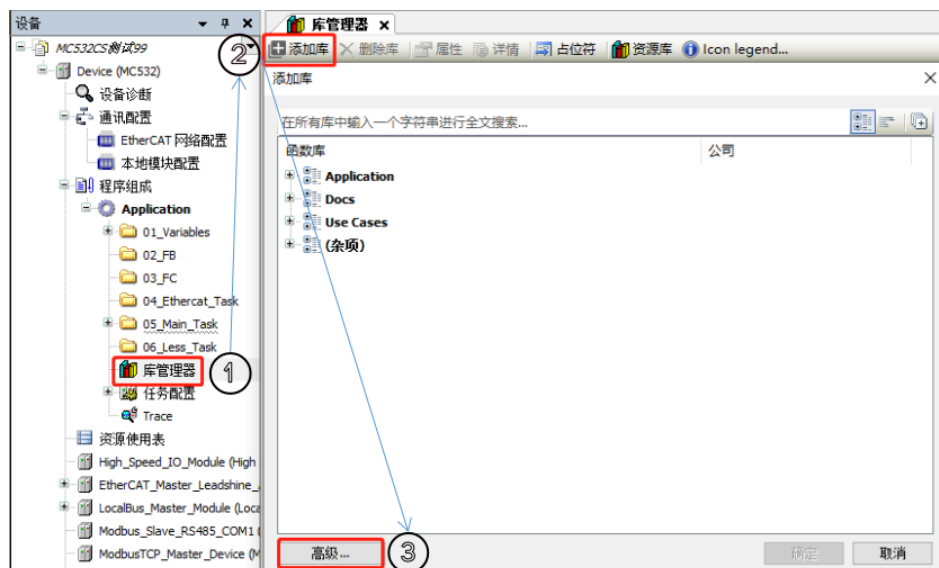 设备
库管理器
MC532CS测试99
②
添加库 删除库 属性 详情 占位符 资源库 Icon legend...
Device (MC532)
添加库
设备诊断
通讯配置
在所有库中输入一个字符串进行全文搜索...
EtherCAT 网络配置
函数库 公司
本地模块配置
Application
程序组成
Docs
Application
Use Cases
01_Variables
(杂项)
02_FB
03_FC
04_Ethercat_Task
05_Main_Task
06_Less_Task
库管理器 ①
任务配置
Trace
资源使用表
High_Speed_IO_Module (High
EtherCAT_Master_Leadshine_
LocalBus_Master_Module (Loca
Modbus_Slave_RS485_COM1 (
ModbusTCP_Master_Device (M
高级... ③ 确定 取消